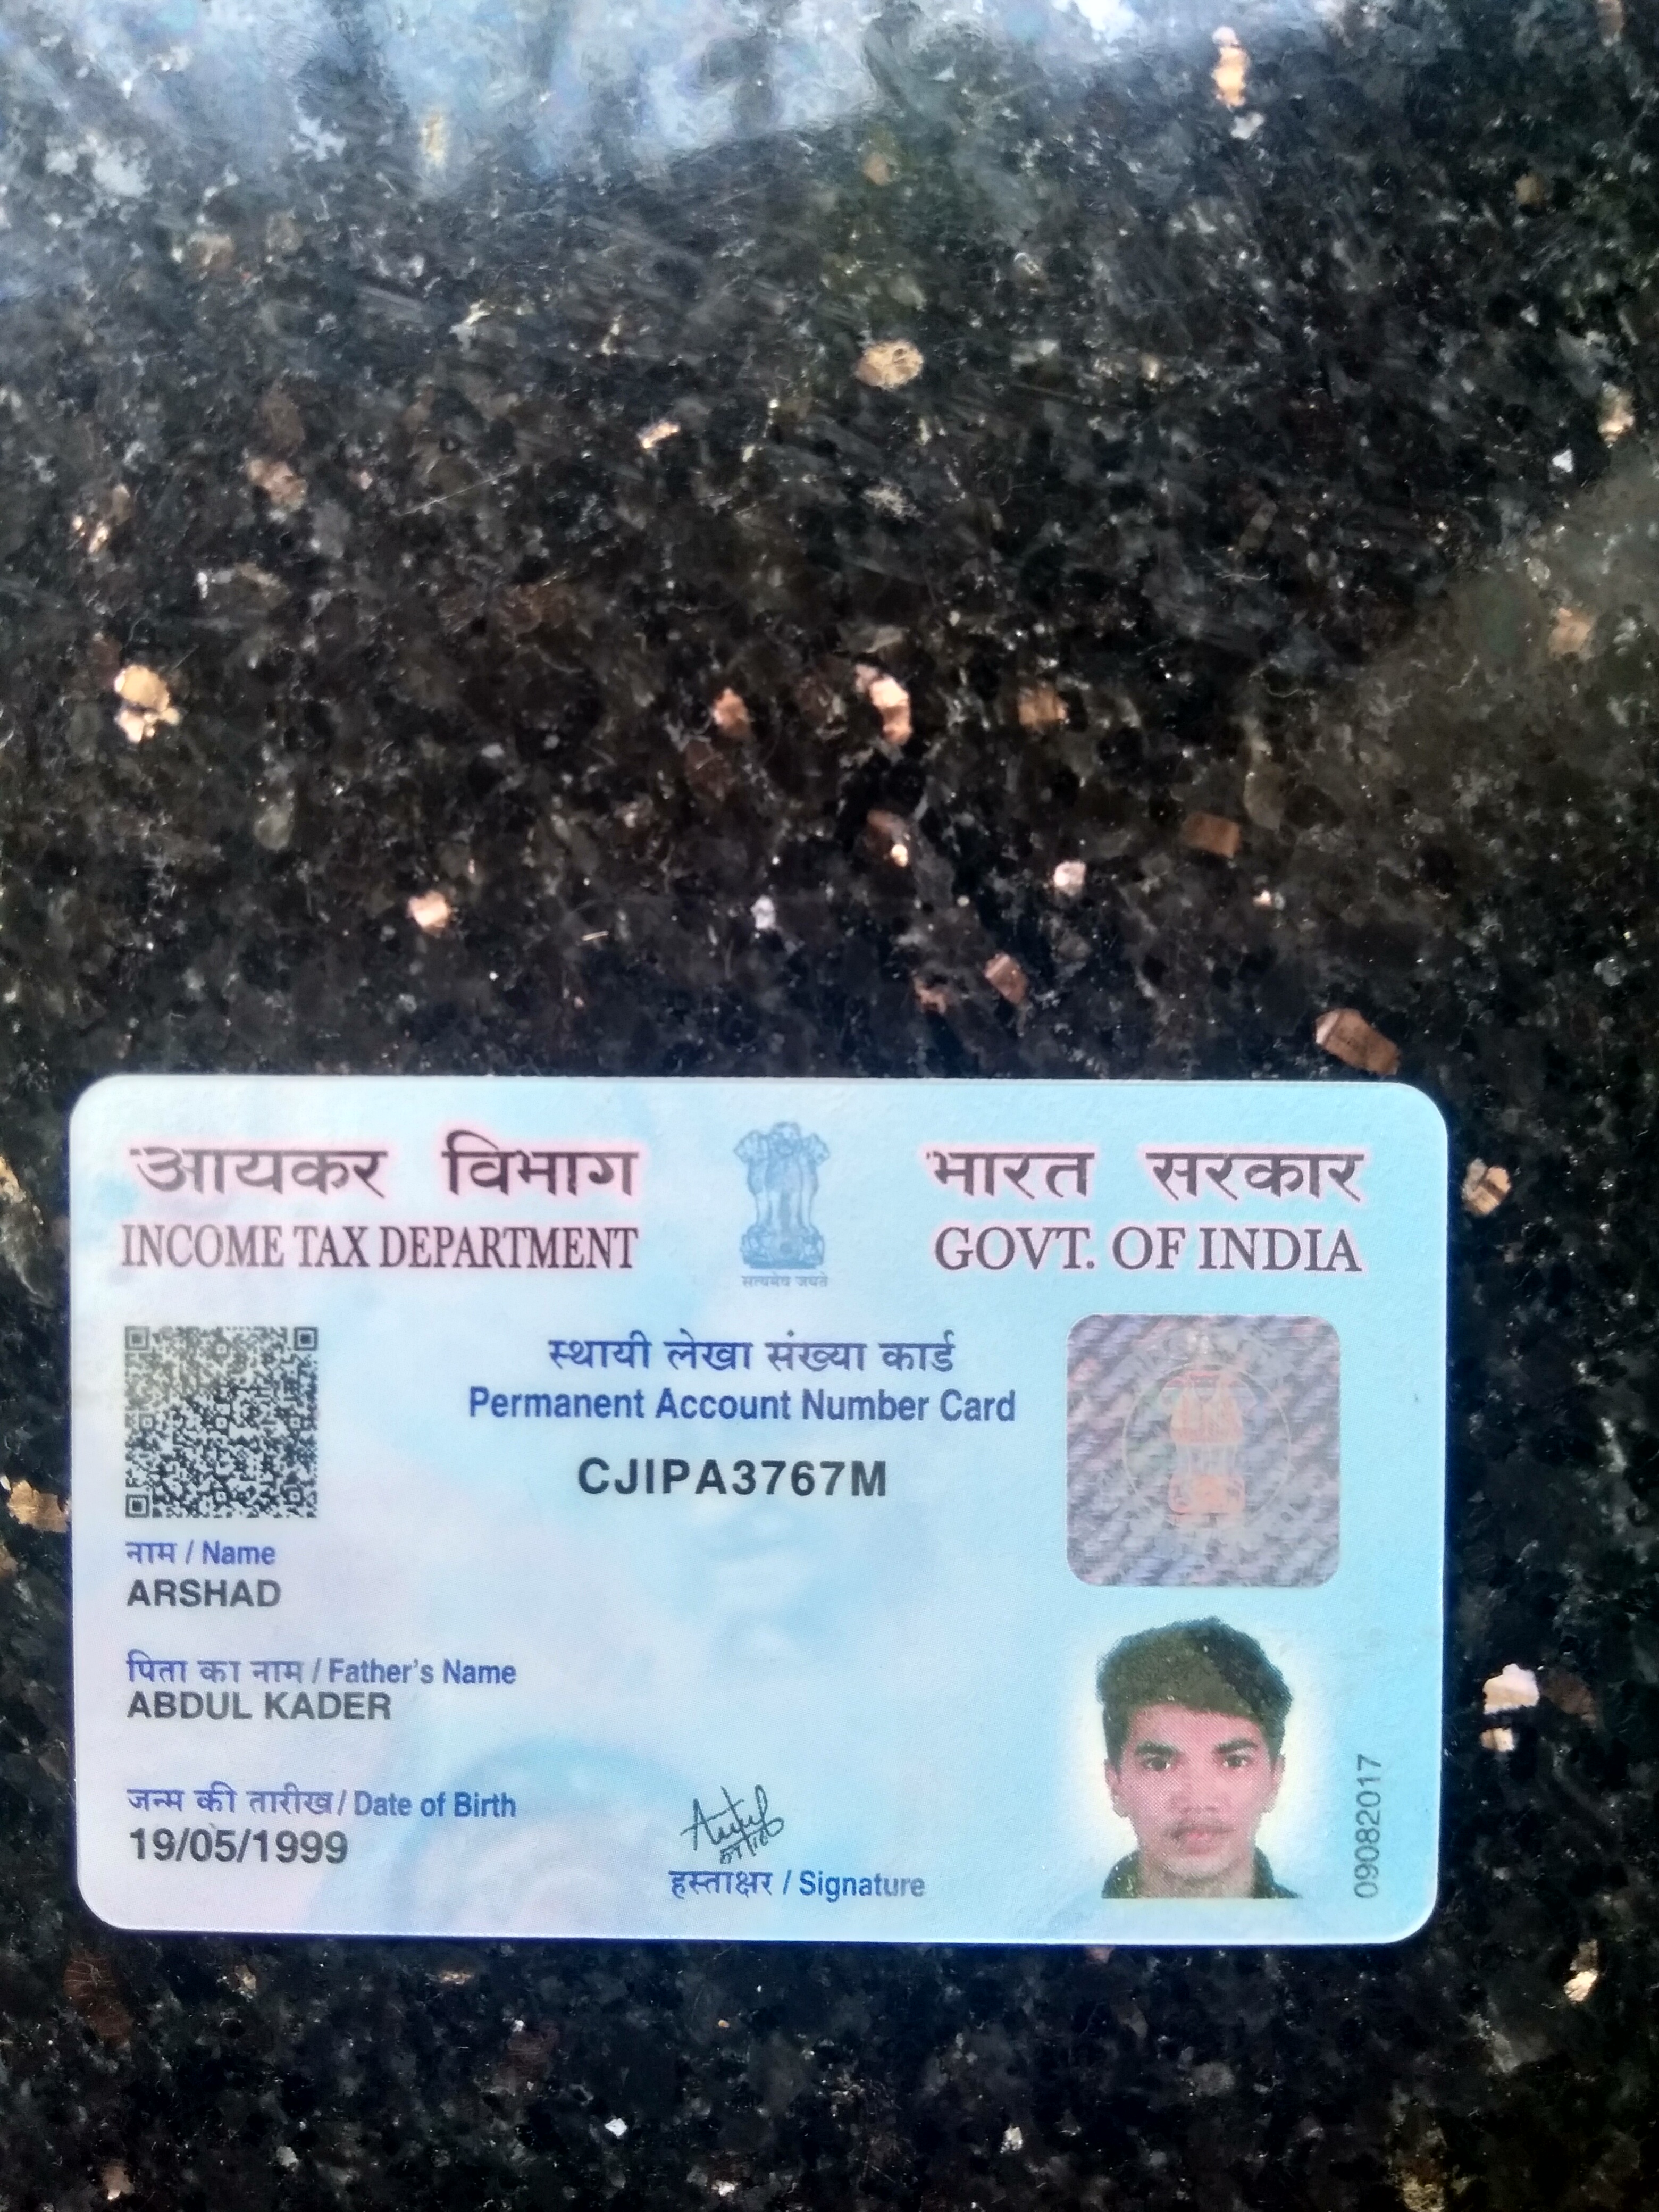 आयकर विभाग
INCOME TAX DEPARTMENT
सत्यमेव जयते
भारत सरकार
GOVT. OF INDIA
स्थायी लेखा संख्या कार्ड
Permanent Account Number Card
CJIPA3767M
नाम / Name
ARSHAD
पिता का नाम / Father's Name
ABDUL KADER
जन्म की तारीख / Date of Birth
19/05/1999
हस्ताक्षर / Signature
09082017